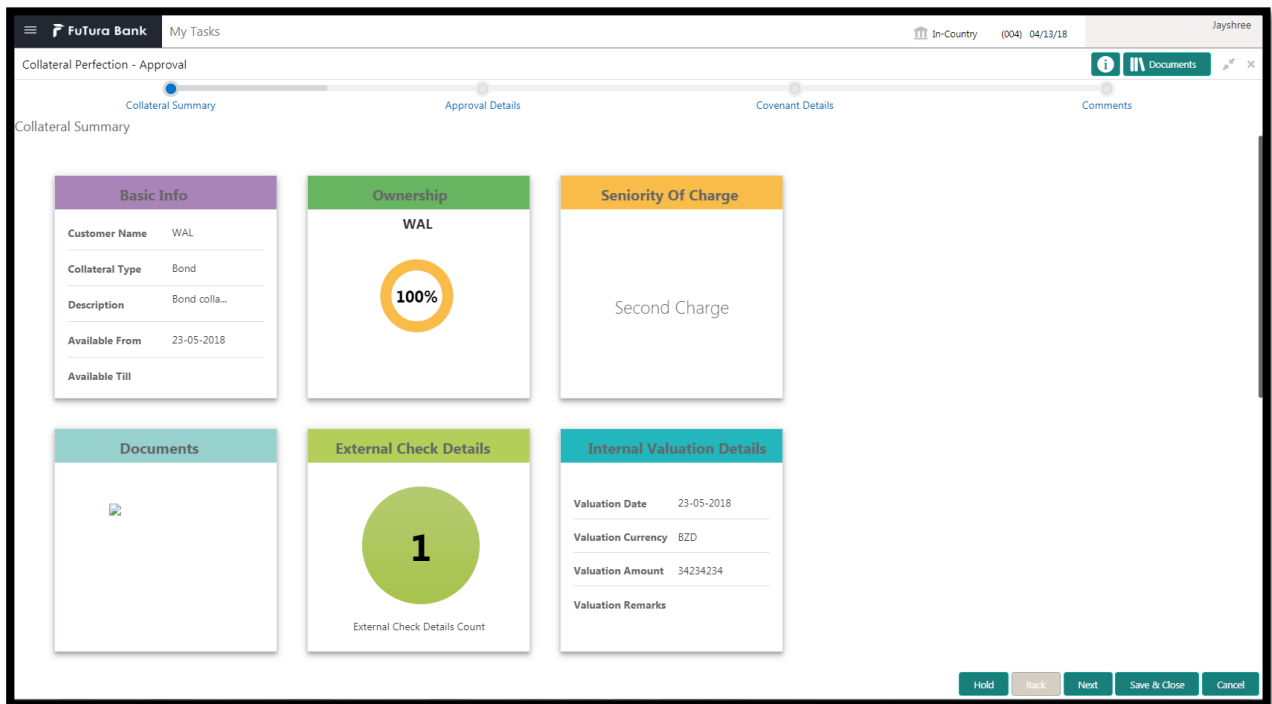 FuTura Bank
My Tasks
In-Country
(004) 04/13/18
Jayshree
Collateral Perfection - Approval
Documents
Collateral Summary
Approval Details
Covenant Details
Comments
Collateral Summary
Basic Info
Customer Name WAL
Collateral Type Bond
Description Bond colla...
Available From 23-05-2018
Available Till
Ownership
WAL
100%
Seniority Of Charge
Second Charge
Documents
External Check Details
1
External Check Details Count
Internal Valuation Details
Valuation Date 23-05-2018
Valuation Currency BZD
Valuation Amount 34234234
Valuation Remarks
Hold
Back
Next
Save & Close
Cancel